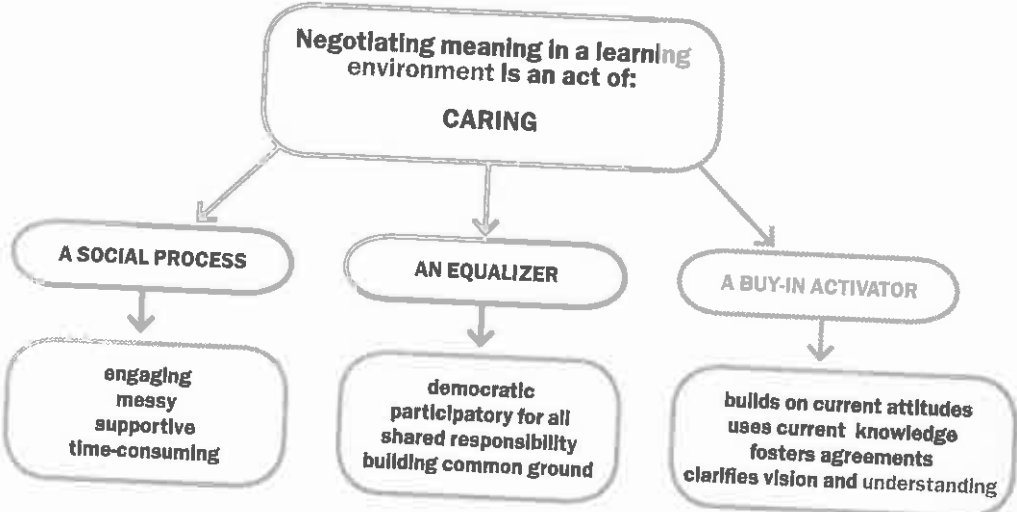 Negotiating meaning in a learning
environment is an act of:
CARING
A SOCIAL PROCESS
AN EQUALIZER
A BUY-IN ACTIVATOR
engaging
messy
supportive
time-consuming
democratic
participatory for all
shared responsibility
building common ground
builds on current attitudes
uses current knowledge
fosters agreements
clarifies vision and understanding